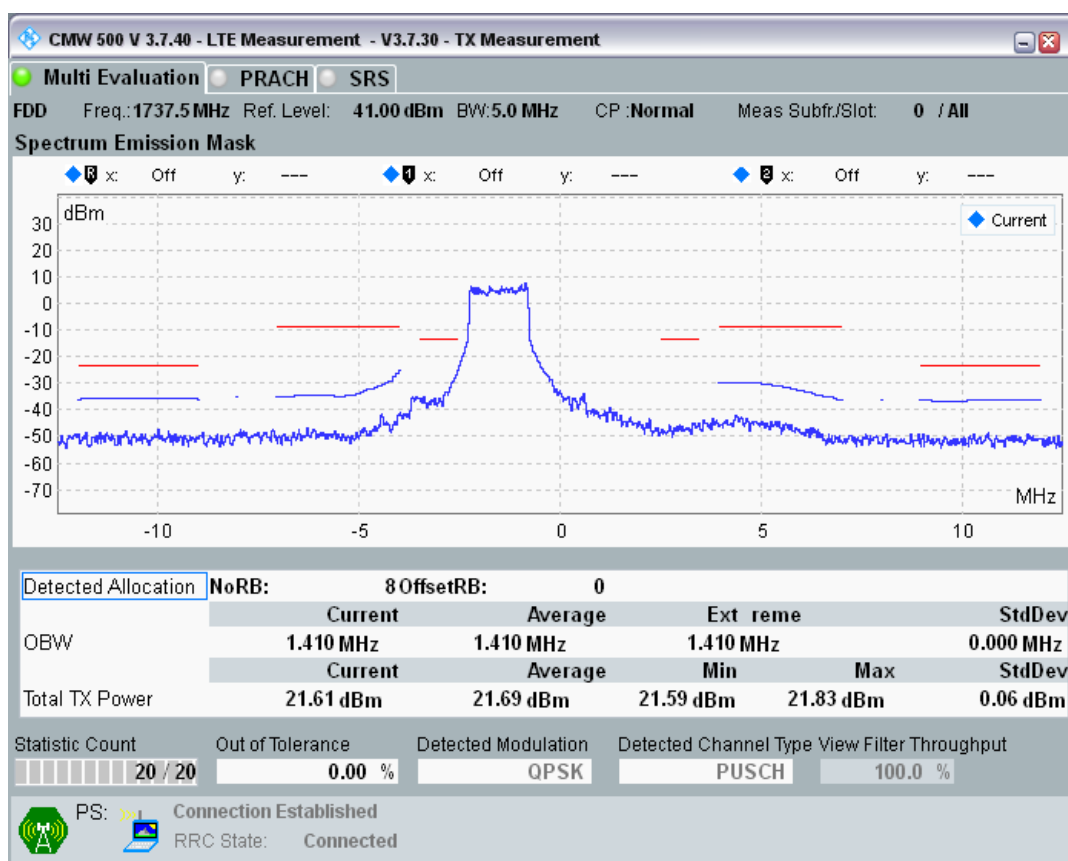 CMW 500 V 3.7.40 - LTE Measurement - V3.7.30 - TX Measurement
Multi Evaluation PRACH SRS
FDD Freq.: 1737.5 MHz Ref. Level: 41.00 dBm BW: 5.0 MHz CP : Normal Meas Subfr./Slot: 0 / All
Spectrum Emission Mask
R x: Off y: --- 1 x: Off y: --- 2 x: Off y: ---
dBm
Current
30
20
10
0
-10
-20
-30
-40
-50
-60
-70
MHz
-10 -5 0 5 10
Detected Allocation NoRB: 8 OffsetRB: 0
Current Average Ext reme StdDev
OBW 1.410 MHz 1.410 MHz 1.410 MHz 0.000 MHz
Current Average Min Max StdDev
Total TX Power 21.61 dBm 21.69 dBm 21.59 dBm 21.83 dBm 0.06 dBm
Statistic Count Out of Tolerance Detected Modulation Detected Channel Type View Filter Throughput
20 / 20 0.00 % QPSK PUSCH 100.0 %
PS: Connection Established
RRC State: Connected